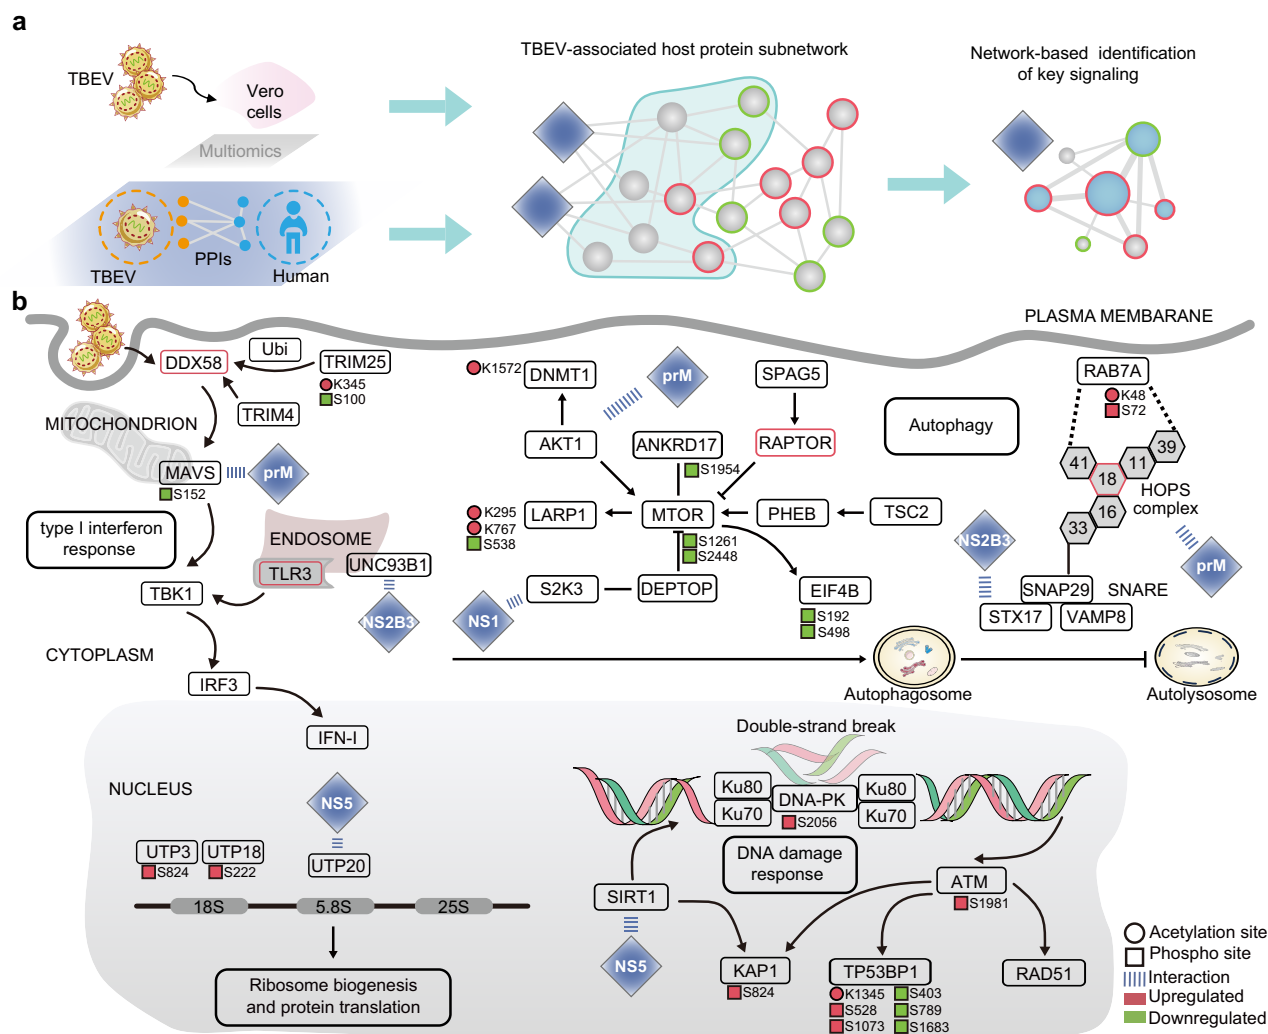 a
TBEV
Vero
cells
Multiomics
TBEV
PPIs
Human
TBEV-associated host protein subnetwork
Network-based identification
of key signaling
b
PLASMA MEMBARANE
DDX58
Ubi
TRIM25
K345
S100
TRIM4
MITOCHONDRION
MAVS
S152
prM
type I interferon
response
ENDOSOME
TLR3
UNC93B1
NS2B3
TBK1
CYTOPLASM
IRF3
IFN-I
K1572
DNMT1
prM
SPAG5
AKT1
ANKRD17
S1954
RAPTOR
Autophagy
K295
K767
S538
LARP1
MTOR
PHEB
TSC2
S1261
S2448
NS1
S2K3
DEPTOP
EIF4B
S192
S498
RAB7A
K48
S72
41
18
11
39
16
33
HOPS
complex
NS2B3
prM
SNAP29
SNARE
STX17
VAMP8
Autophagosome
Autolysosome
NUCLEUS
NS5
UTP3
S824
UTP18
S222
UTP20
18S
5.8S
25S
Ribosome biogenesis
and protein translation
Double-strand break
Ku80
Ku70
DNA-PK
S2056
Ku80
Ku70
DNA damage
response
SIRT1
NS5
ATM
S1981
KAP1
S824
TP53BP1
K1345
S528
S1073
S403
S789
S1683
RAD51
Acetylation site
Phospho site
Interaction
Upregulated
Downregulated